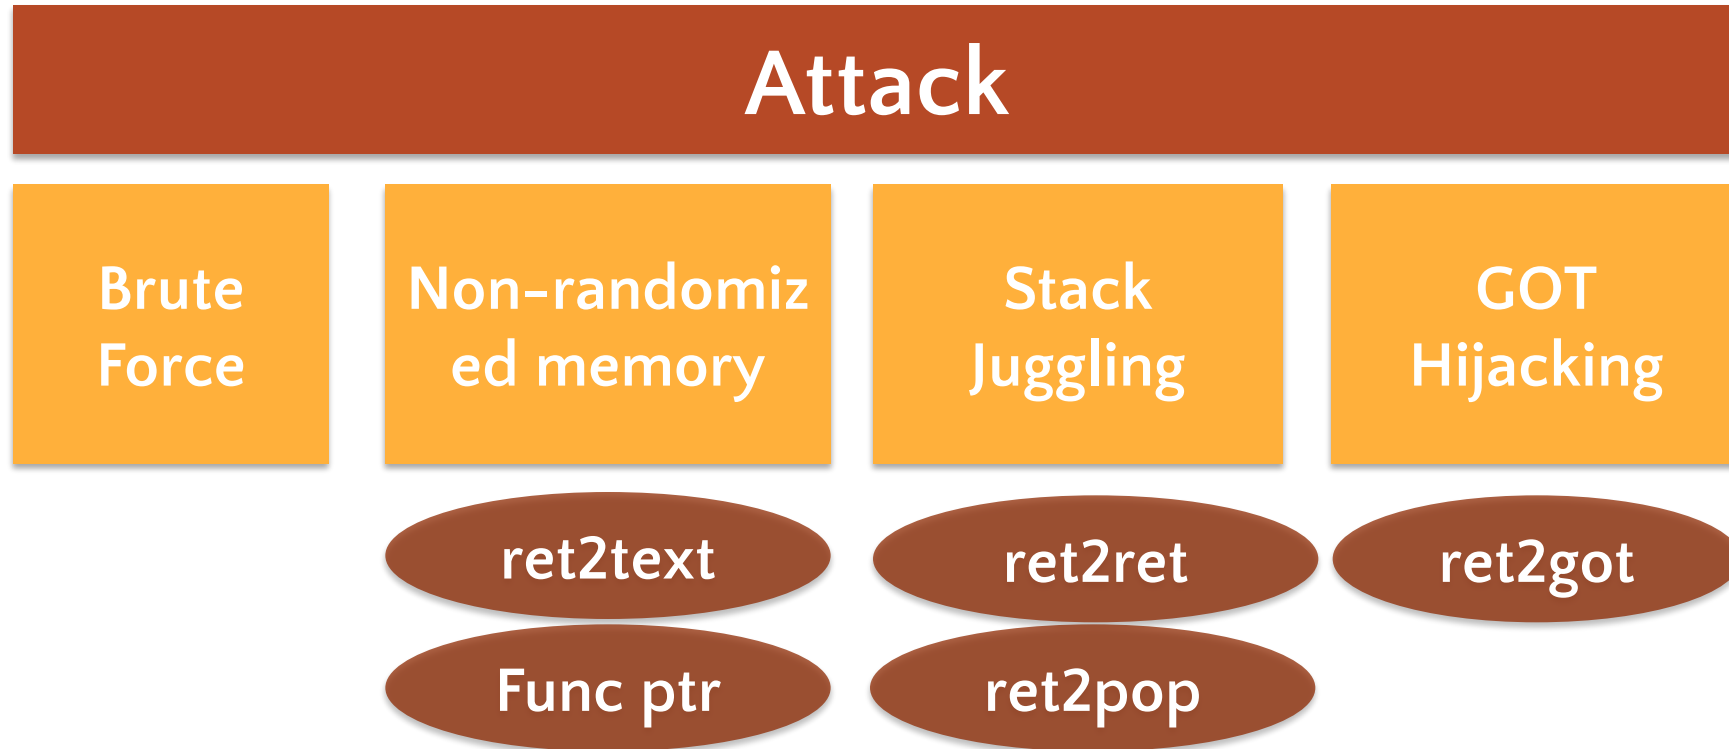 Attack
Brute
Force
Non-randomiz
ed memory
Stack
Juggling
GOT
Hijacking
ret2text
ret2ret
ret2got
Func ptr
ret2pop